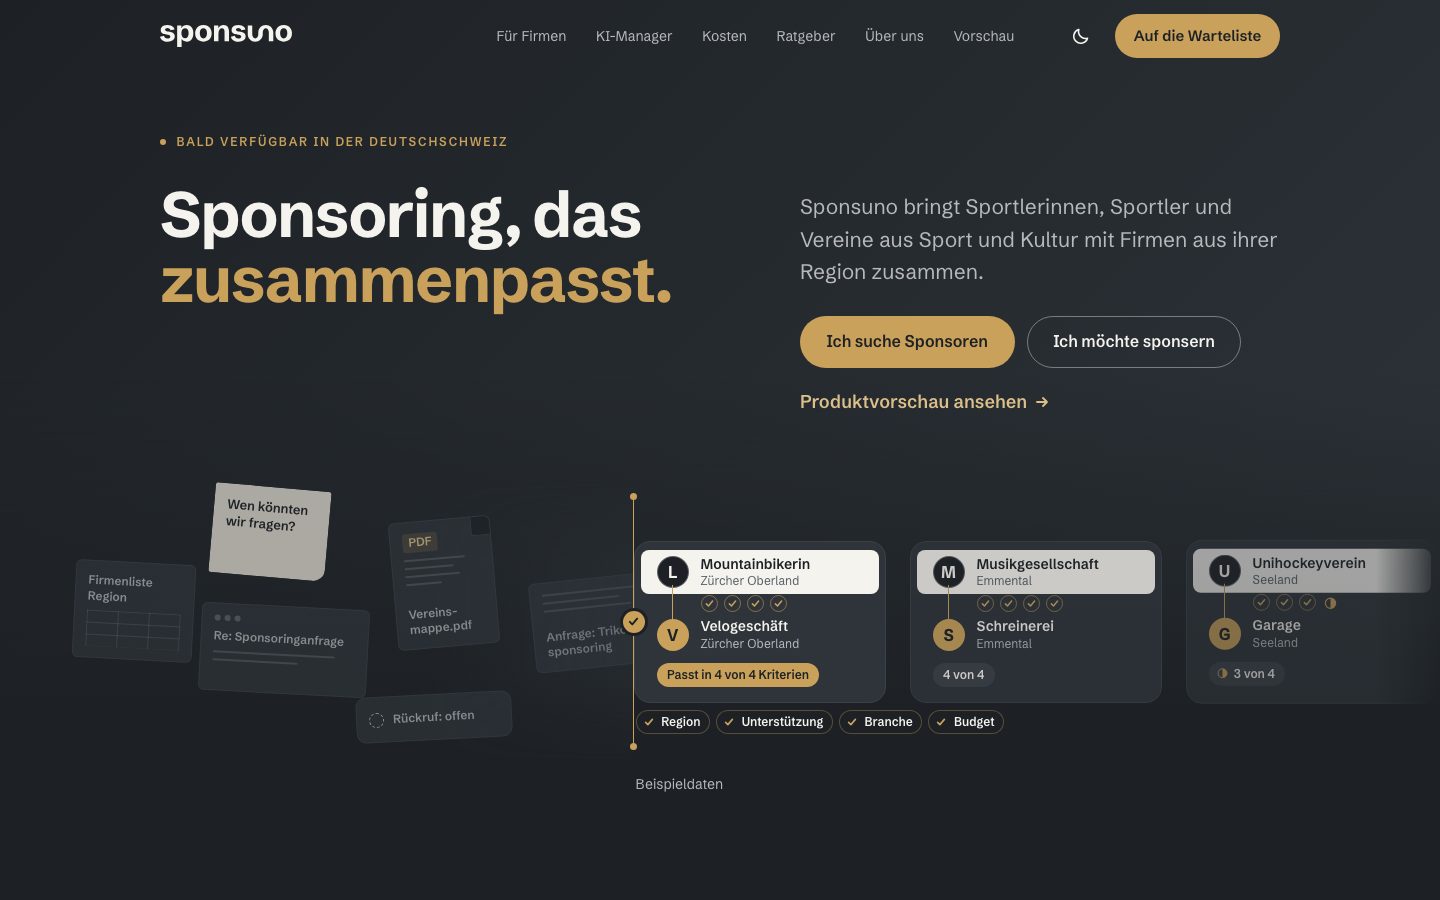 sponsuno
Für Firmen
KI-Manager
Kosten
Ratgeber
Über uns
Vorschau
Auf die Warteliste
BALD VERFÜGBAR IN DER DEUTSCHSCHWEIZ
Sponsoring, das
zusammenpasst.
Sponsuno bringt Sportlerinnen, Sportler und
Vereine aus Sport und Kultur mit Firmen aus ihrer
Region zusammen.
Ich suche Sponsoren
Ich möchte sponsern
Produktvorschau ansehen →
Wen könnten
wir fragen?
Firmenliste
Region
Re: Sponsoringanfrage
PDF
Vereins-
mappe.pdf
Rückruf: offen
Anfrage: Triko
sponsoring
L
Mountainbikerin
Zürcher Oberland
V
Velogeschäft
Zürcher Oberland
Passt in 4 von 4 Kriterien
M
Musikgesellschaft
Emmental
S
Schreinerei
Emmental
4 von 4
U
Unihockeyverein
Seeland
G
Garage
Seeland
3 von 4
Region
Unterstützung
Branche
Budget
Beispieldaten